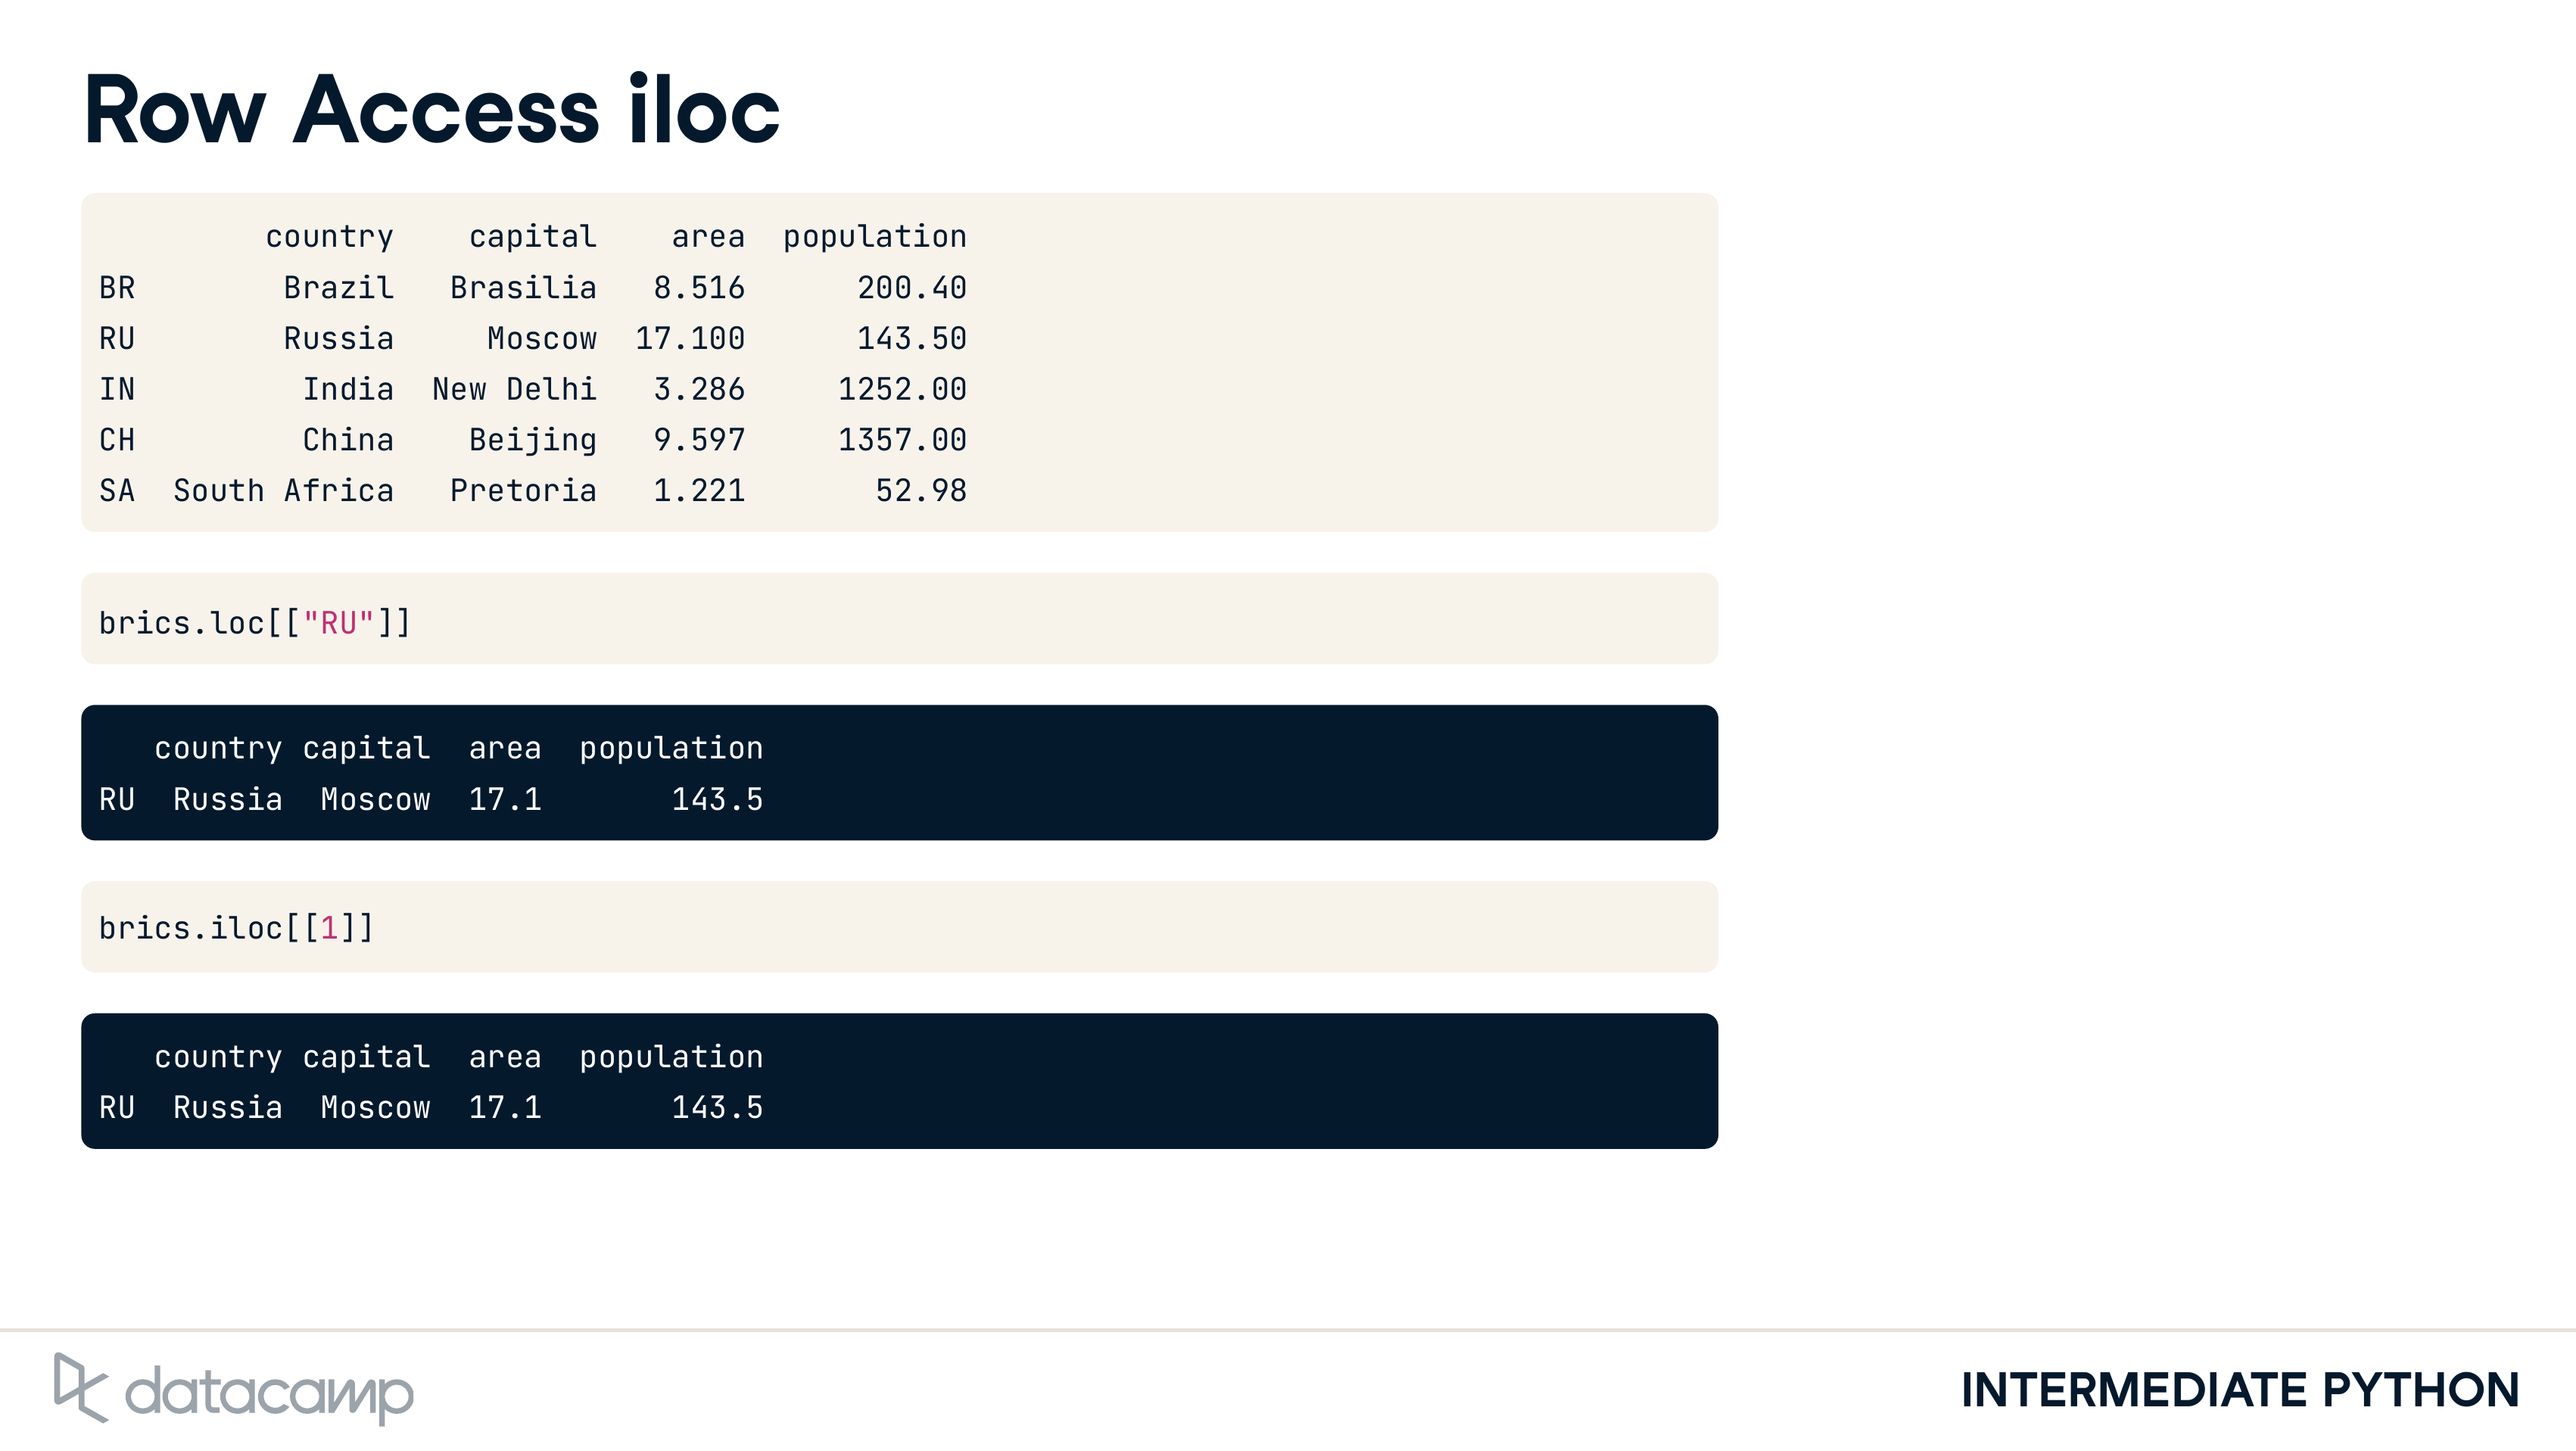 Row Access iloc
country capital area population
BR Brazil Brasilia 8.516 200.40
RU Russia Moscow 17.100 143.50
IN India New Delhi 3.286 1252.00
CH China Beijing 9.597 1357.00
SA South Africa Pretoria 1.221 52.98
brics.loc[["RU"]]
country capital area population
RU Russia Moscow 17.1 143.5
brics.iloc[[1]]
country capital area population
RU Russia Moscow 17.1 143.5
datacamp
INTERMEDIATE PYTHON